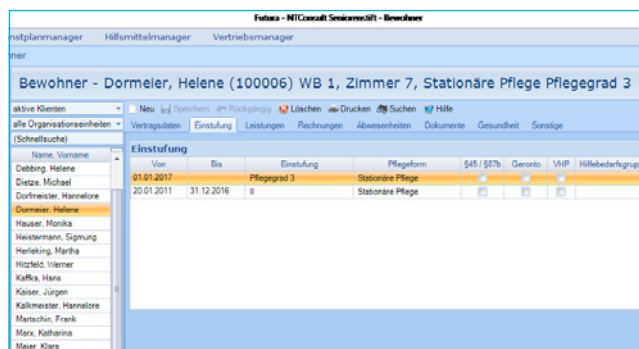 Futura - NTConsult Seniorenstift - Bewohner
nstplanmanager Hilfsmittelmanager Vertriebsmanager
ner
Bewohner - Dormeier, Helene (100006) WB 1, Zimmer 7, Stationäre Pflege Pflegegrad 3
aktive Klienten Neu Speichern Rückgängig Löschen Drucken Suchen Hilfe
alle Organisationseinheiten Vertragsdaten Einstufung Leistungen Rechnungen Abwesenheiten Dokumente Gesundheit Sonstige
(Schnellsuche)
Einstufung
Name, Vorname Von Bis Einstufung Pflegeform §45 / §87b Geronto VHP Hilfebedarfsgrup
Debbing, Helene 01.01.2017 Pflegegrad 3 Stationäre Pflege
Dietze, Michael 20.01.2011 31.12.2016 II Stationäre Pflege
Dorfmeister, Hannelore
Dormeier, Helene
Hauser, Monika
Heistermann, Sigmung
Herleking, Martha
Hitzfeld, Werner
Kaffka, Hans
Kaiser, Jürgen
Kalkmeister, Hannelore
Martschin, Frank
Marx, Katharina
Meier, Klara